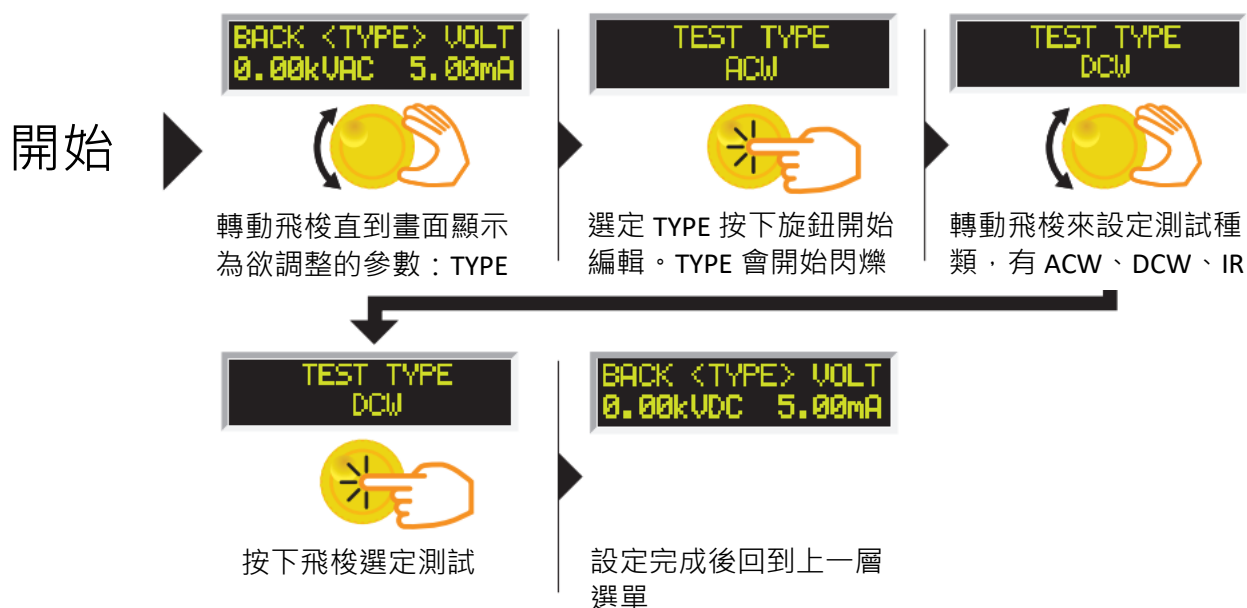 開始
BACK <TYPE> VOLT
0.00kVAC 5.00mA
轉動飛梭直到畫面顯示
為欲調整的參數：TYPE
TEST TYPE
ACW
選定 TYPE 按下旋鈕開始
編輯。TYPE 會開始閃爍
TEST TYPE
DCW
轉動飛梭來設定測試種
類，有 ACW、DCW、IR
TEST TYPE
DCW
按下飛梭選定測試
BACK <TYPE> VOLT
0.00kVDC 5.00mA
設定完成後回到上一層
選單